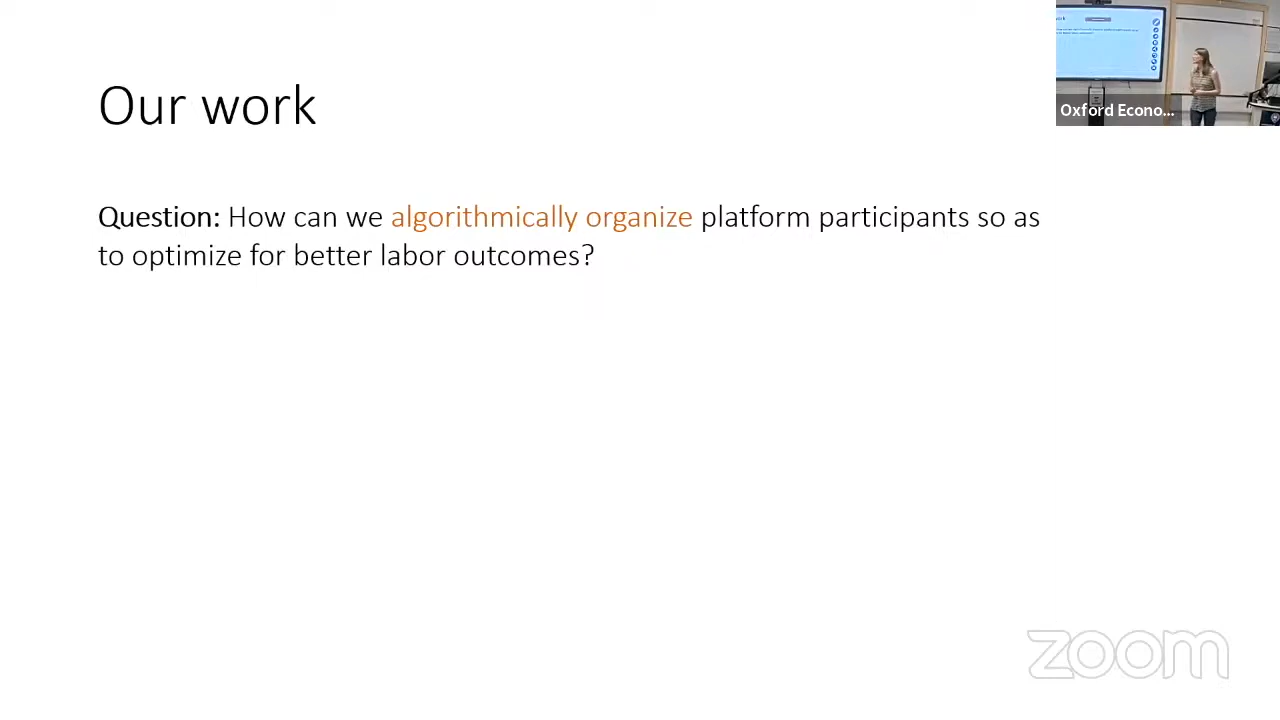 Our work
Oxford Econo...
Question: How can we algorithmically organize platform participants so as
to optimize for better labor outcomes?
zoom